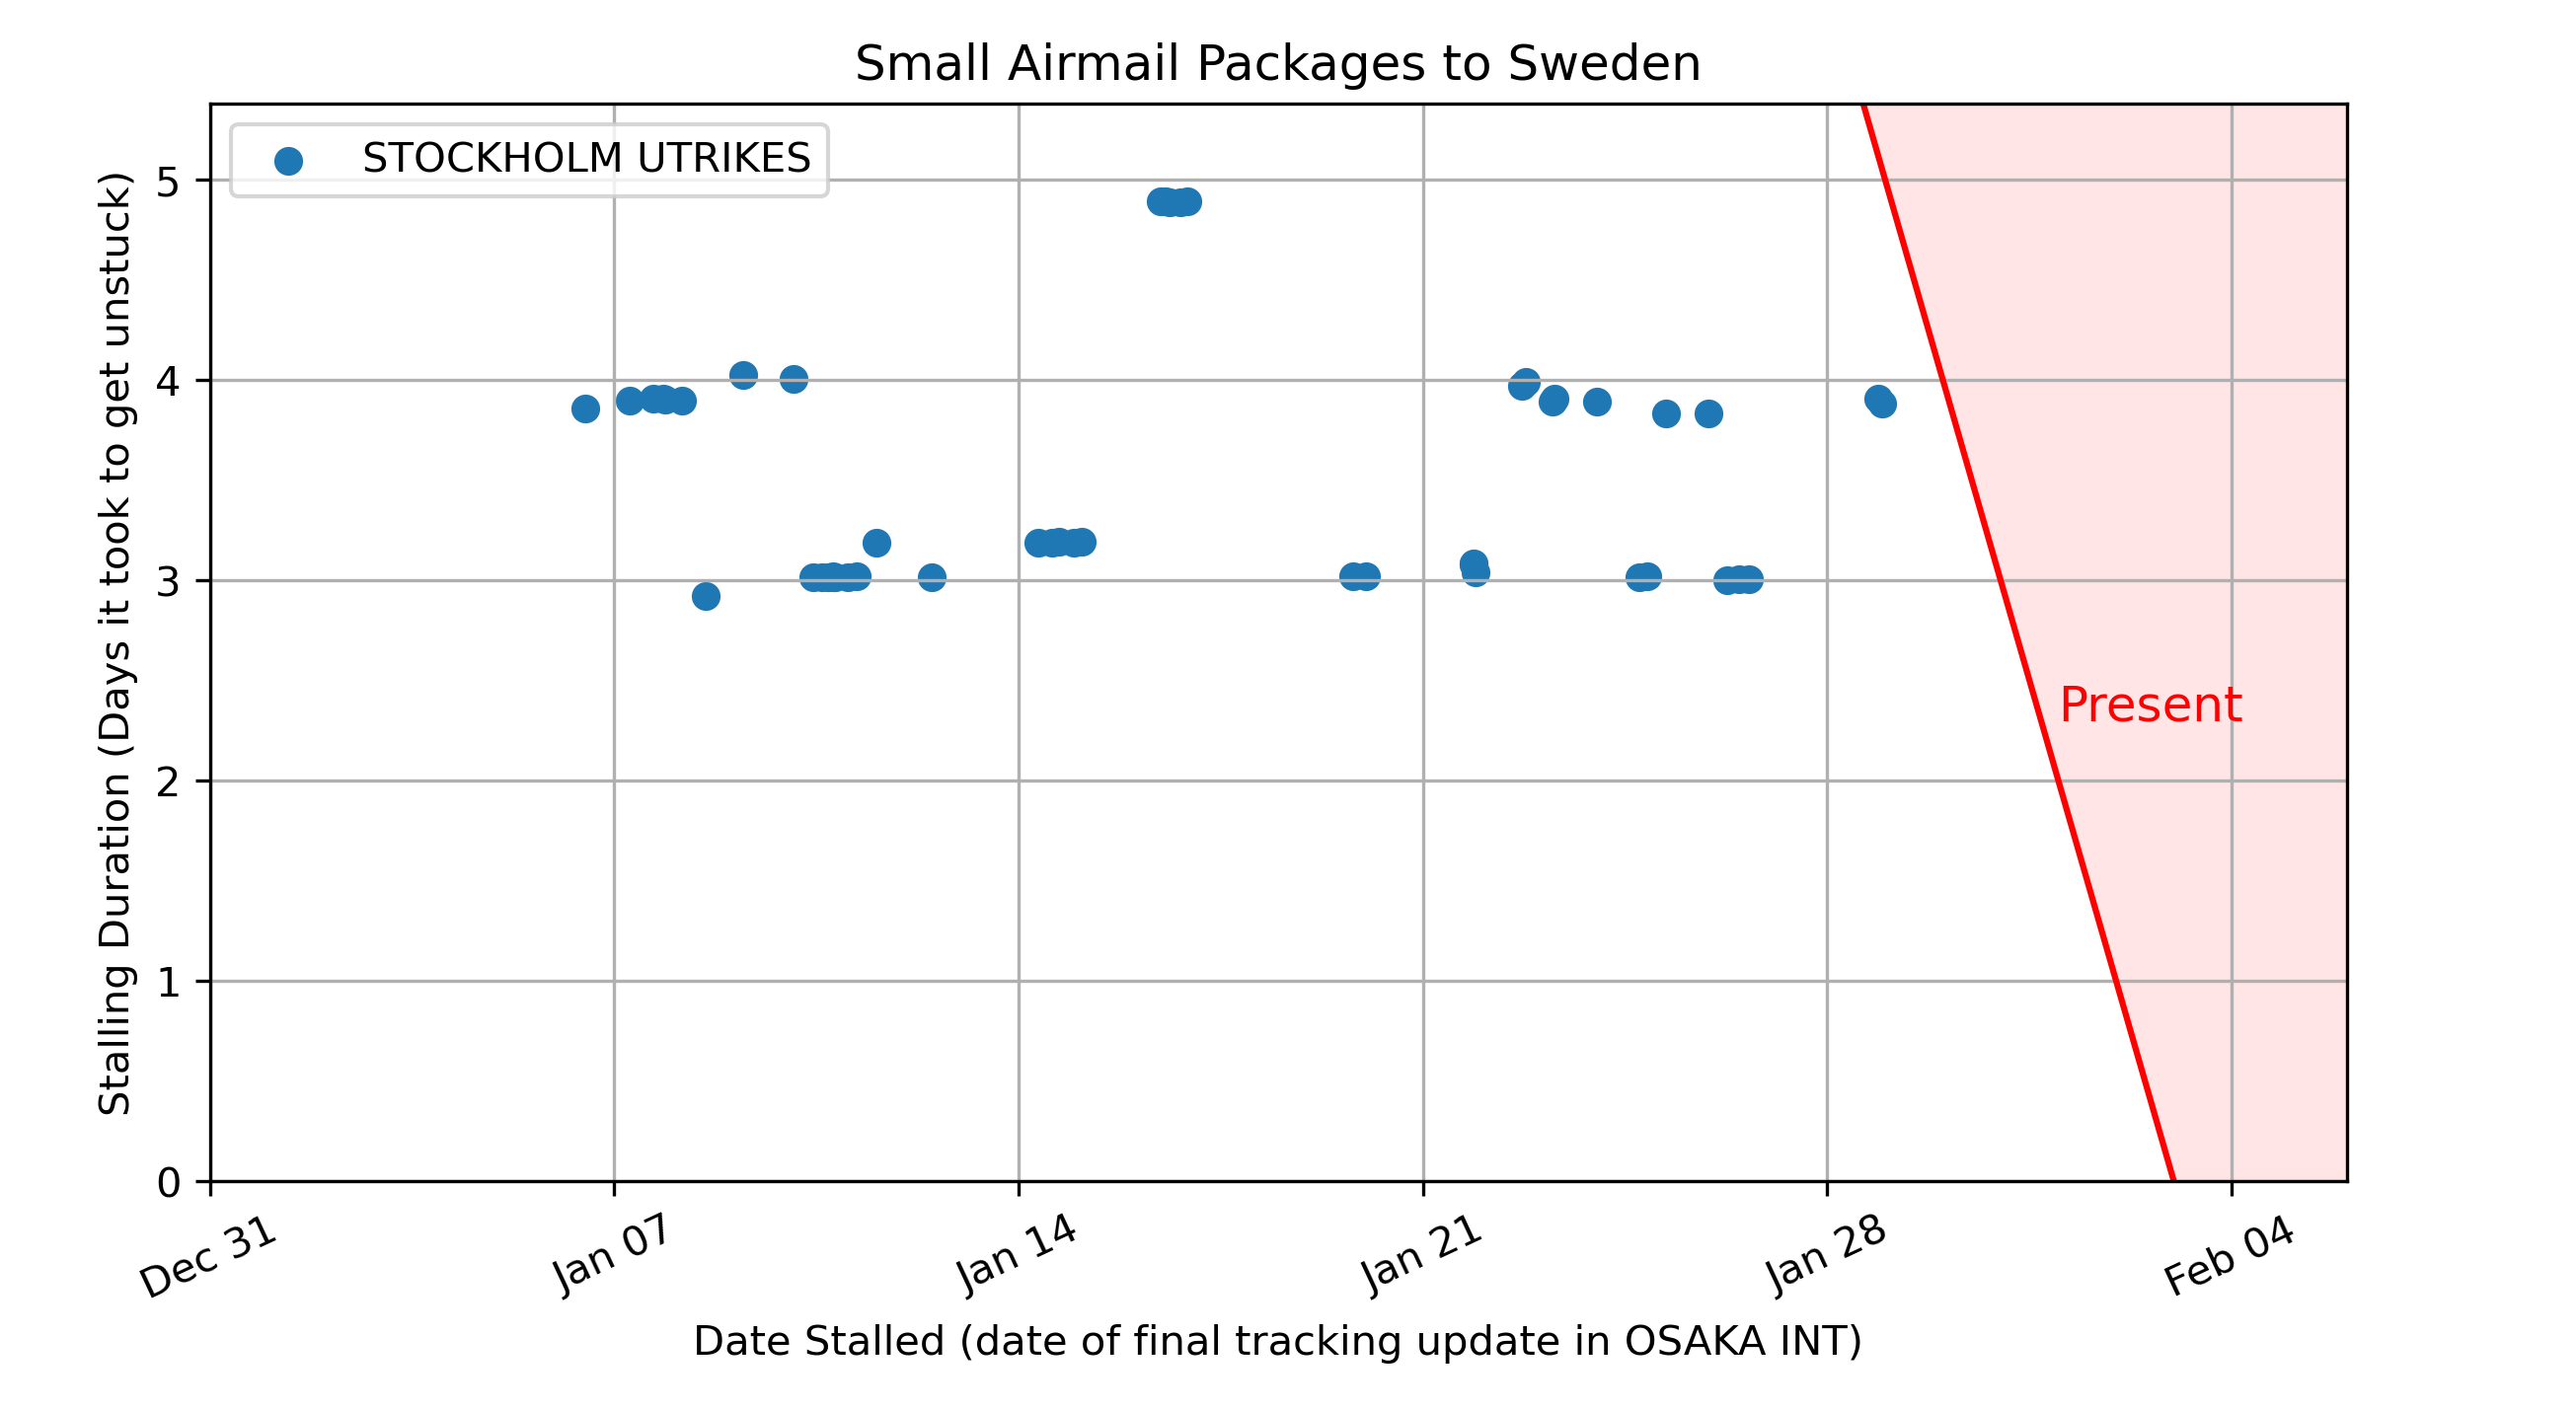 Small Airmail Packages to Sweden
STOCKHOLM UTRIKES
Stalling Duration (Days it took to get unstuck)
5
4
3
2
1
0
Present
Dec 31
Jan 07
Jan 14
Jan 21
Jan 28
Feb 04
Date Stalled (date of final tracking update in OSAKA INT)